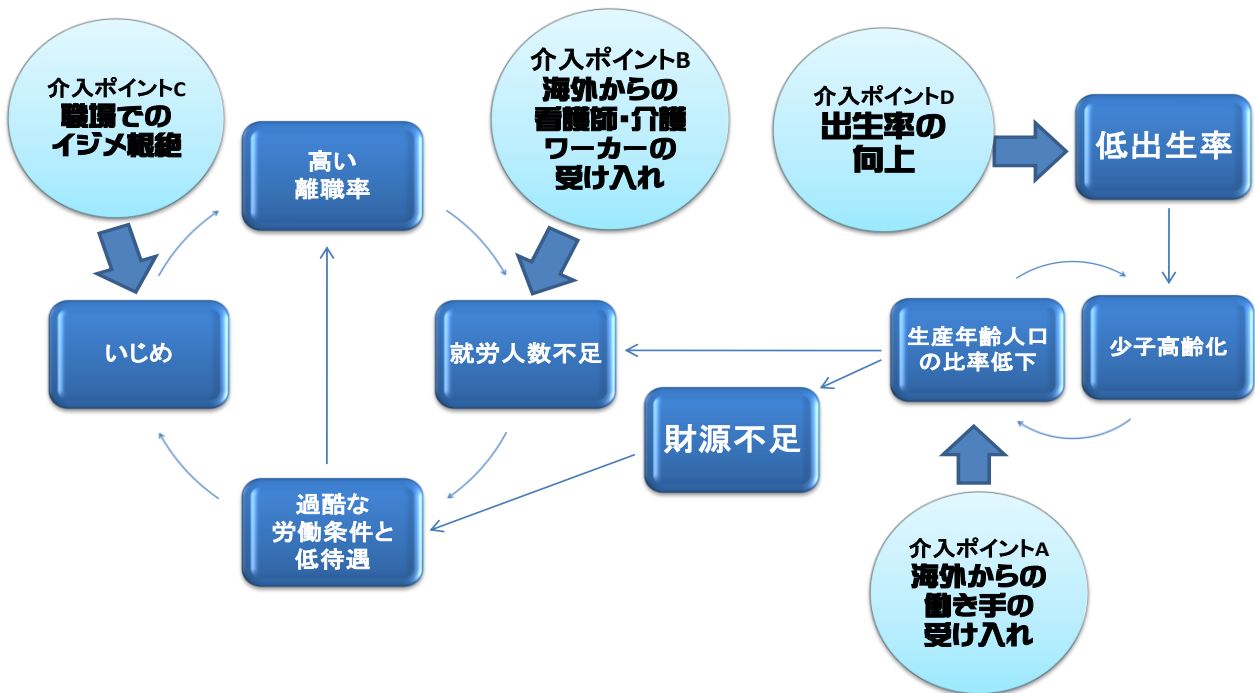 介入ポイントC
職場での
イジメ根絶
高い
離職率
介入ポイントB
海外からの
看護師・介護
ワーカーの
受け入れ
介入ポイントD
出生率の
向上
低出生率
いじめ
就労人数不足
生産年齢人口
の比率低下
少子高齢化
財源不足
過酷な
労働条件と
低待遇
介入ポイントA
海外からの
働き手の
受け入れ